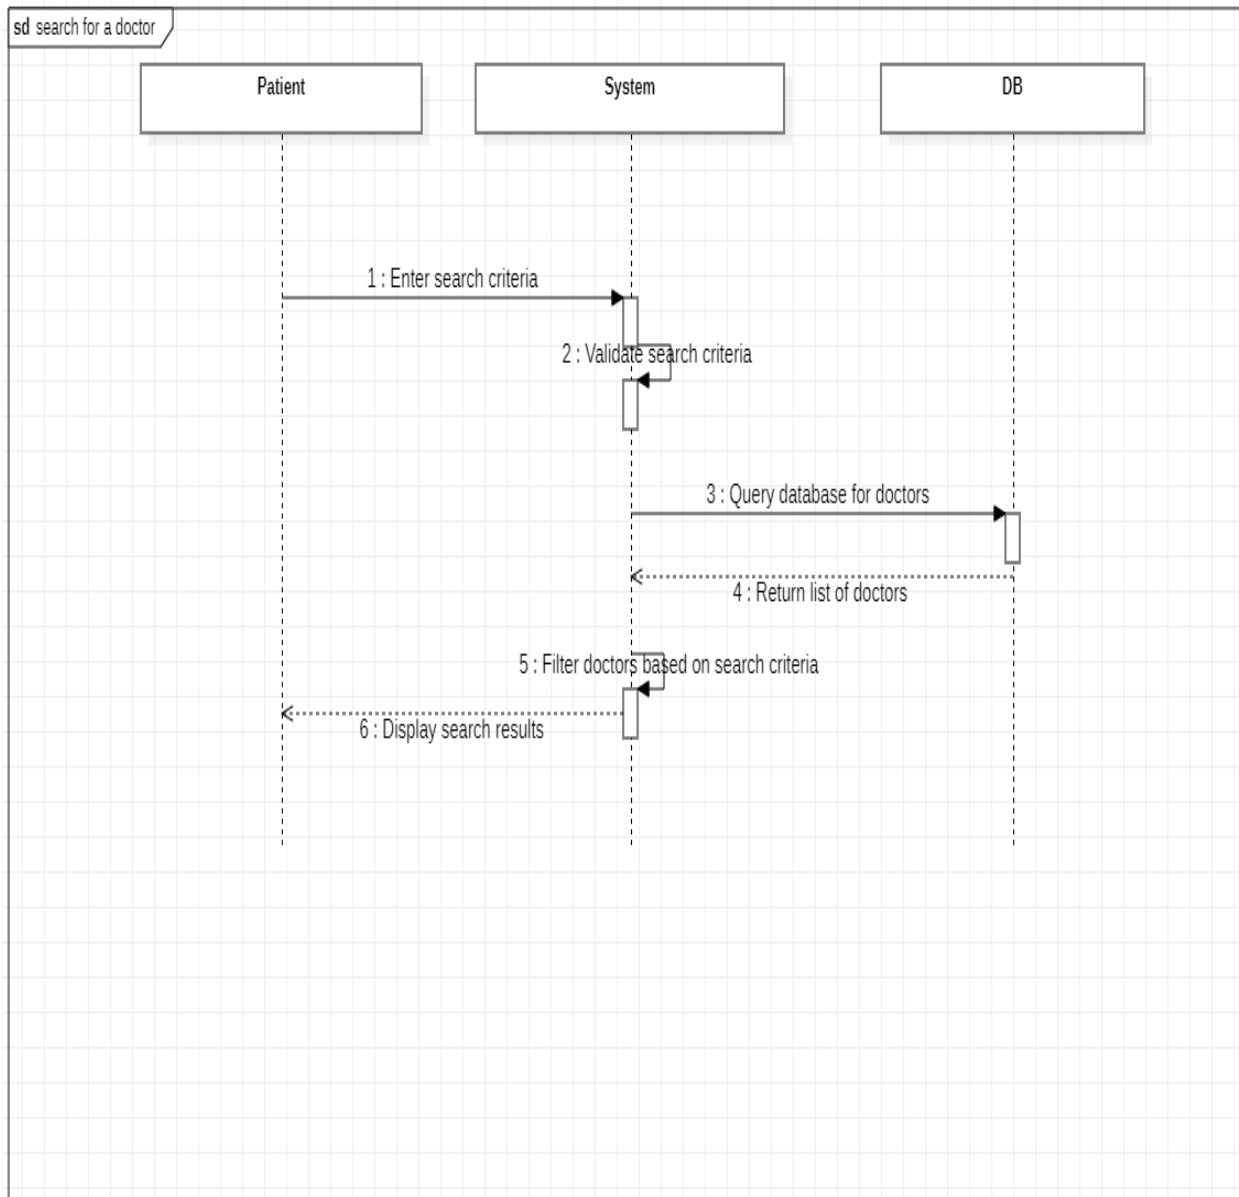 sd search for a doctor
Patient
System
DB
1 : Enter search criteria
2 : Validate search criteria
3 : Query database for doctors
4 : Return list of doctors
5 : Filter doctors based on search criteria
6 : Display search results